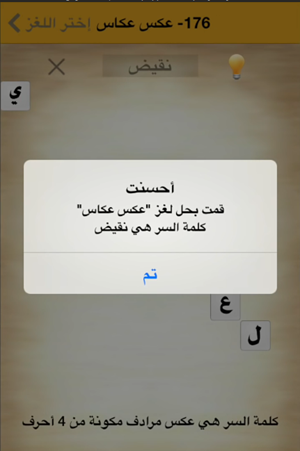 176- عكس عكاس إختر اللغز
نقيض
ي
أحسنت
قمت بحل لغز "عكس عكاس"
كلمة السر هي نقيض
تم
ع
ل
كلمة السر هي عكس مرادف مكونة من 4 أحرف